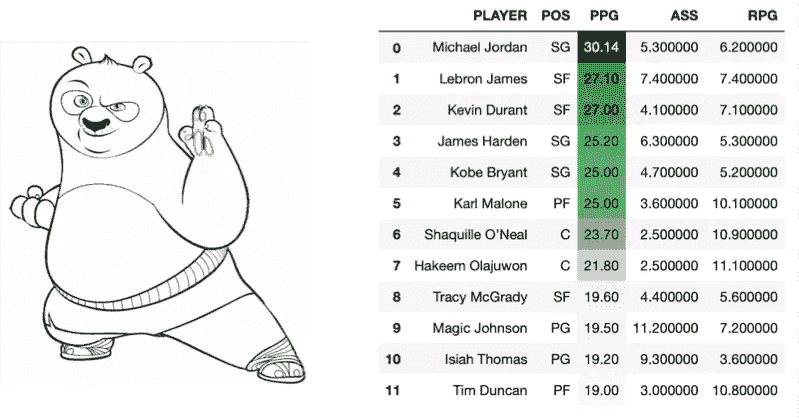 PLAYER POS PPG ASS RPG
0 Michael Jordan SG 30.14 5.300000 6.200000
1 Lebron James SF 27.10 7.400000 7.400000
2 Kevin Durant SF 27.00 4.100000 7.100000
3 James Harden SG 25.20 6.300000 5.300000
4 Kobe Bryant SG 25.00 4.700000 5.200000
5 Karl Malone PF 25.00 3.600000 10.100000
6 Shaquille O'Neal C 23.70 2.500000 10.900000
7 Hakeem Olajuwon C 21.80 2.500000 11.100000
8 Tracy McGrady SF 19.60 4.400000 5.600000
9 Magic Johnson PG 19.50 11.200000 7.200000
10 Isiah Thomas PG 19.20 9.300000 3.600000
11 Tim Duncan PF 19.00 3.000000 10.800000